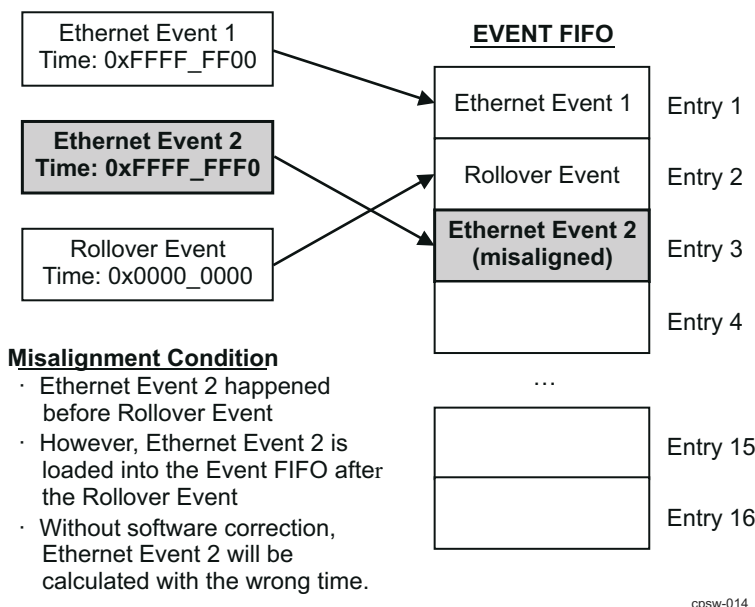 Ethernet Event 1
Time: 0xFFFF_FF00
Ethernet Event 2
Time: 0xFFFF_FFF0
Rollover Event
Time: 0x0000_0000
EVENT FIFO
Ethernet Event 1
Entry 1
Rollover Event
Entry 2
Ethernet Event 2
(misaligned)
Entry 3
Entry 4
…
Entry 15
Entry 16
Misalignment Condition
· Ethernet Event 2 happened
before Rollover Event
· However, Ethernet Event 2 is
loaded into the Event FIFO after
the Rollover Event
· Without software correction,
Ethernet Event 2 will be
calculated with the wrong time.
cpsw-014